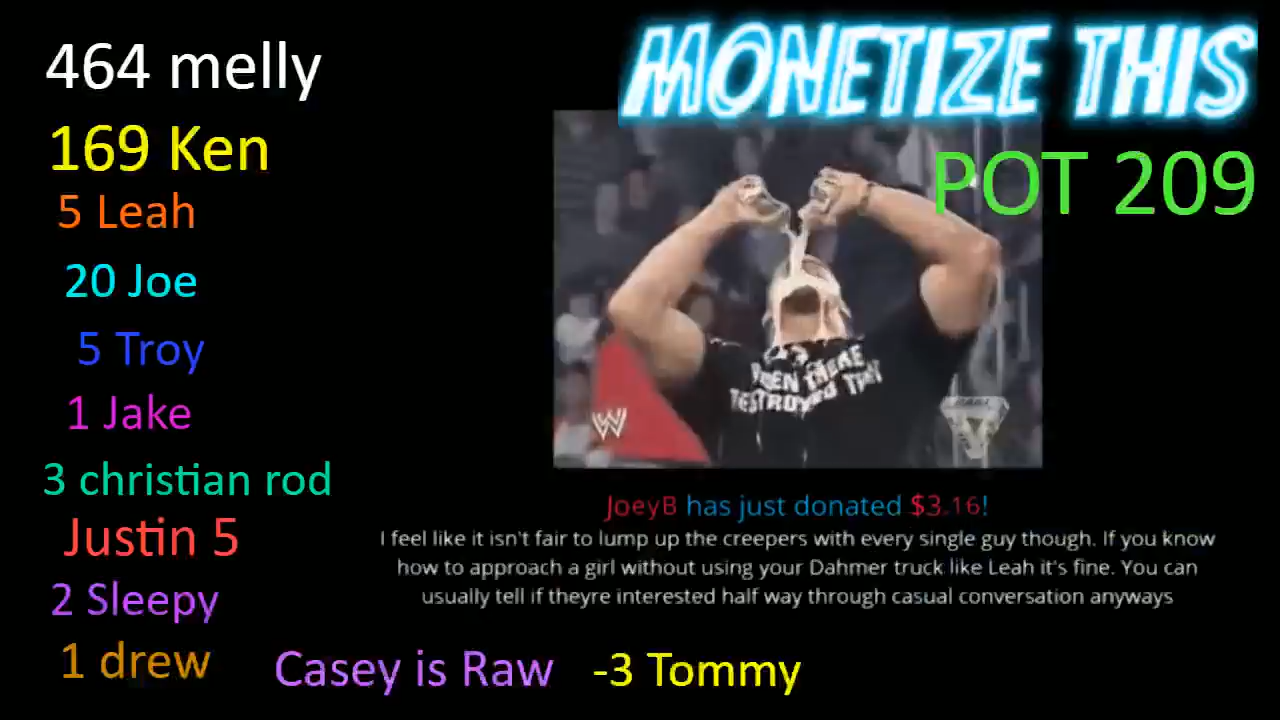 464 melly
MONETIZE THIS
169 Ken
POT 209
5 Leah
20 Joe
5 Troy
1 Jake
3 christian rod
Justin 5
2 Sleepy
1 drew
BEEN THERE
DESTROYED THAT
W
JoeyB has just donated $3.16!
I feel like it isn't fair to lump up the creepers with every single guy though. If you know
how to approach a girl without using your Dahmer truck like Leah it's fine. You can
usually tell if theyre interested half way through casual conversation anyways
Casey is Raw
-3 Tommy